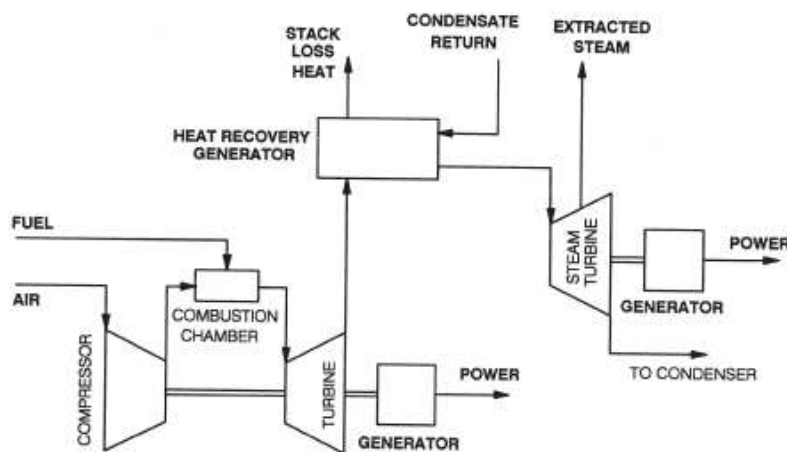 STACK
LOSS
HEAT
CONDENSATE
RETURN
EXTRACTED
STEAM
HEAT RECOVERY
GENERATOR
FUEL
AIR
COMBUSTION
CHAMBER
COMPRESSOR
TURBINE
POWER
GENERATOR
STEAM
TURBINE
POWER
GENERATOR
TO CONDENSER